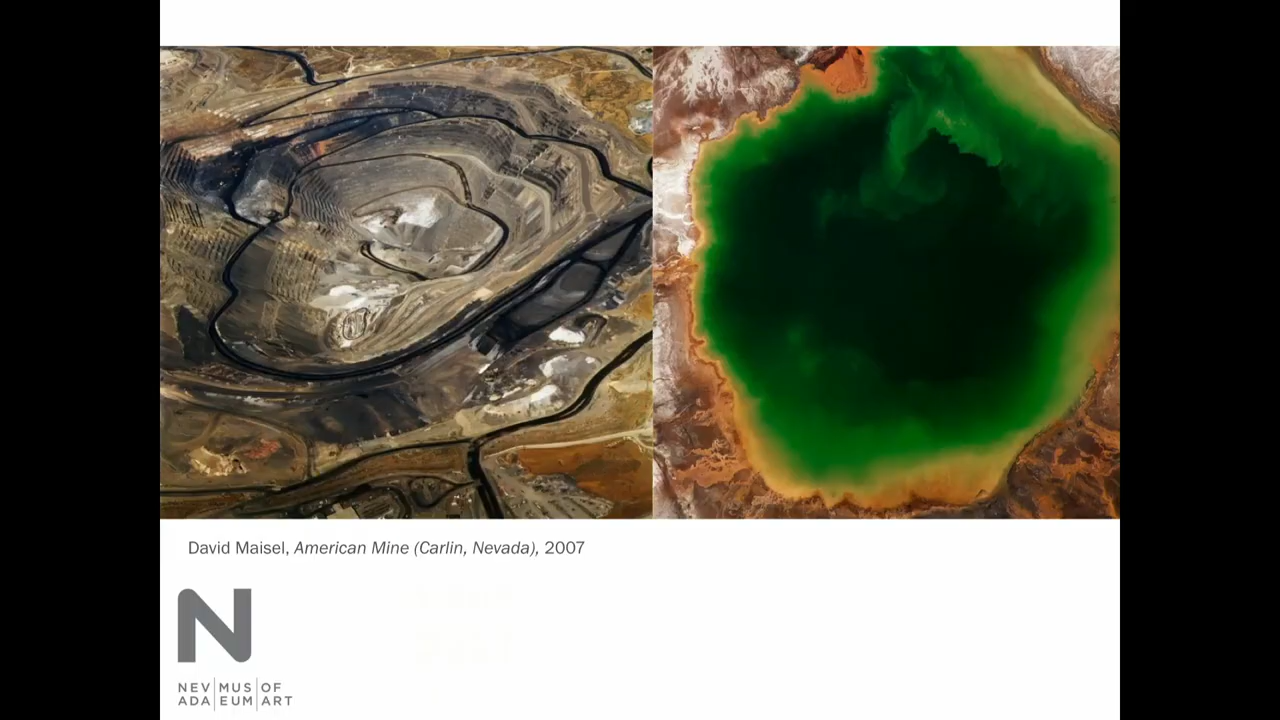 David Maisel, American Mine (Carlin, Nevada), 2007
N
NEV|MUS|OF
ADA|EUM|ART